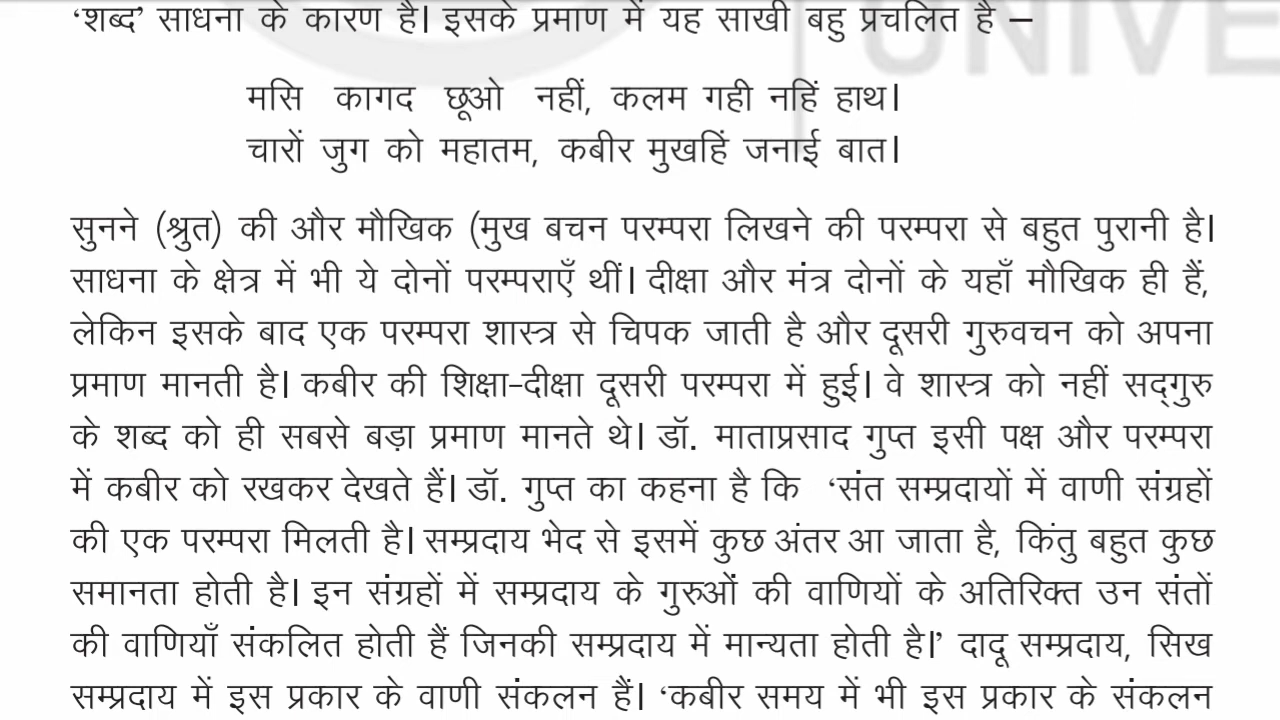 ‘शब्द’ साधना के कारण है। इसके प्रमाण में यह साखी बहु प्रचलित है –
UNIVE
मसि कागद छूओ नहीं, कलम गही नहिं हाथ।
चारों जुग को महातम, कबीर मुखहिं जनाई बात।
सुनने (श्रुत) की और मौखिक (मुख बचन परम्परा लिखने की परम्परा से बहुत पुरानी है।
साधना के क्षेत्र में भी ये दोनों परम्पराएँ थीं। दीक्षा और मंत्र दोनों के यहाँ मौखिक ही हैं,
लेकिन इसके बाद एक परम्परा शास्त्र से चिपक जाती है और दूसरी गुरुवचन को अपना
प्रमाण मानती है। कबीर की शिक्षा-दीक्षा दूसरी परम्परा में हुई। वे शास्त्र को नहीं सद्‌गुरु
के शब्द को ही सबसे बड़ा प्रमाण मानते थे। डॉ. माताप्रसाद गुप्त इसी पक्ष और परम्परा
में कबीर को रखकर देखते हैं। डॉ. गुप्त का कहना है कि ‘संत सम्प्रदायों में वाणी संग्रहों
की एक परम्परा मिलती है। सम्प्रदाय भेद से इसमें कुछ अंतर आ जाता है, किंतु बहुत कुछ
समानता होती है। इन संग्रहों में सम्प्रदाय के गुरुओं की वाणियों के अतिरिक्त उन संतों
की वाणियाँ संकलित होती हैं जिनकी सम्प्रदाय में मान्यता होती है।’ दादू सम्प्रदाय, सिख
सम्प्रदाय में इस प्रकार के वाणी संकलन हैं। ‘कबीर समय में भी इस प्रकार के संकलन